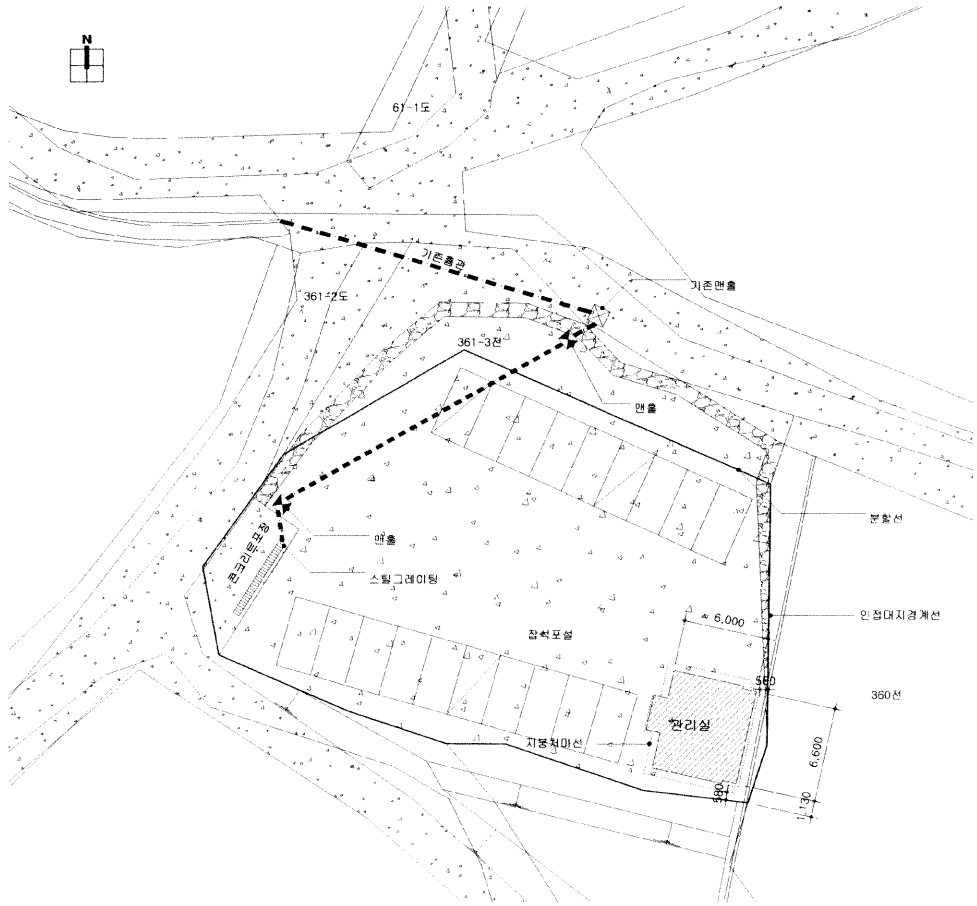 N
61-1도
기존흄관
361-2도
기존맨홀
361-3전
맨홀
분할선
콘크리트포장
맨홀
스틸그레이팅
잡석포설
6,000
인접대지경계선
560
360전
관리실
지붕처마선
6,600
580
1,130